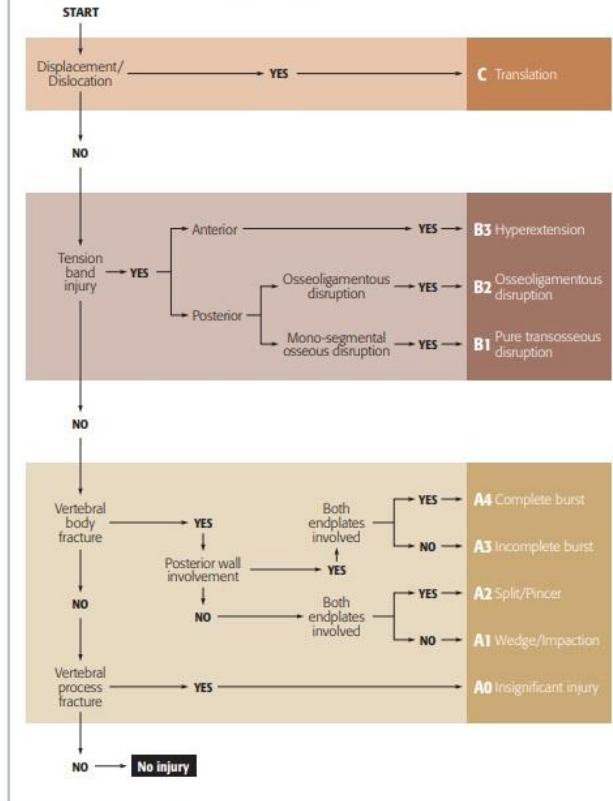 START
Displacement/
Dislocation
YES
C Translation
NO
Tension
band
injury
YES
Anterior
YES
B3 Hyperextension
Posterior
Osseoligamentous
disruption
YES
B2 Osseoligamentous
disruption
Mono-segmental
osseous disruption
YES
B1 Pure transosseous
disruption
NO
Vertebral
body
fracture
YES
Posterior wall
involvement
YES
Both
endplates
involved
YES
A4 Complete burst
NO
A3 Incomplete burst
NO
Both
endplates
involved
YES
A2 Split/Pincer
NO
A1 Wedge/Impaction
NO
Vertebral
process
fracture
YES
A0 Insignificant injury
NO
No injury